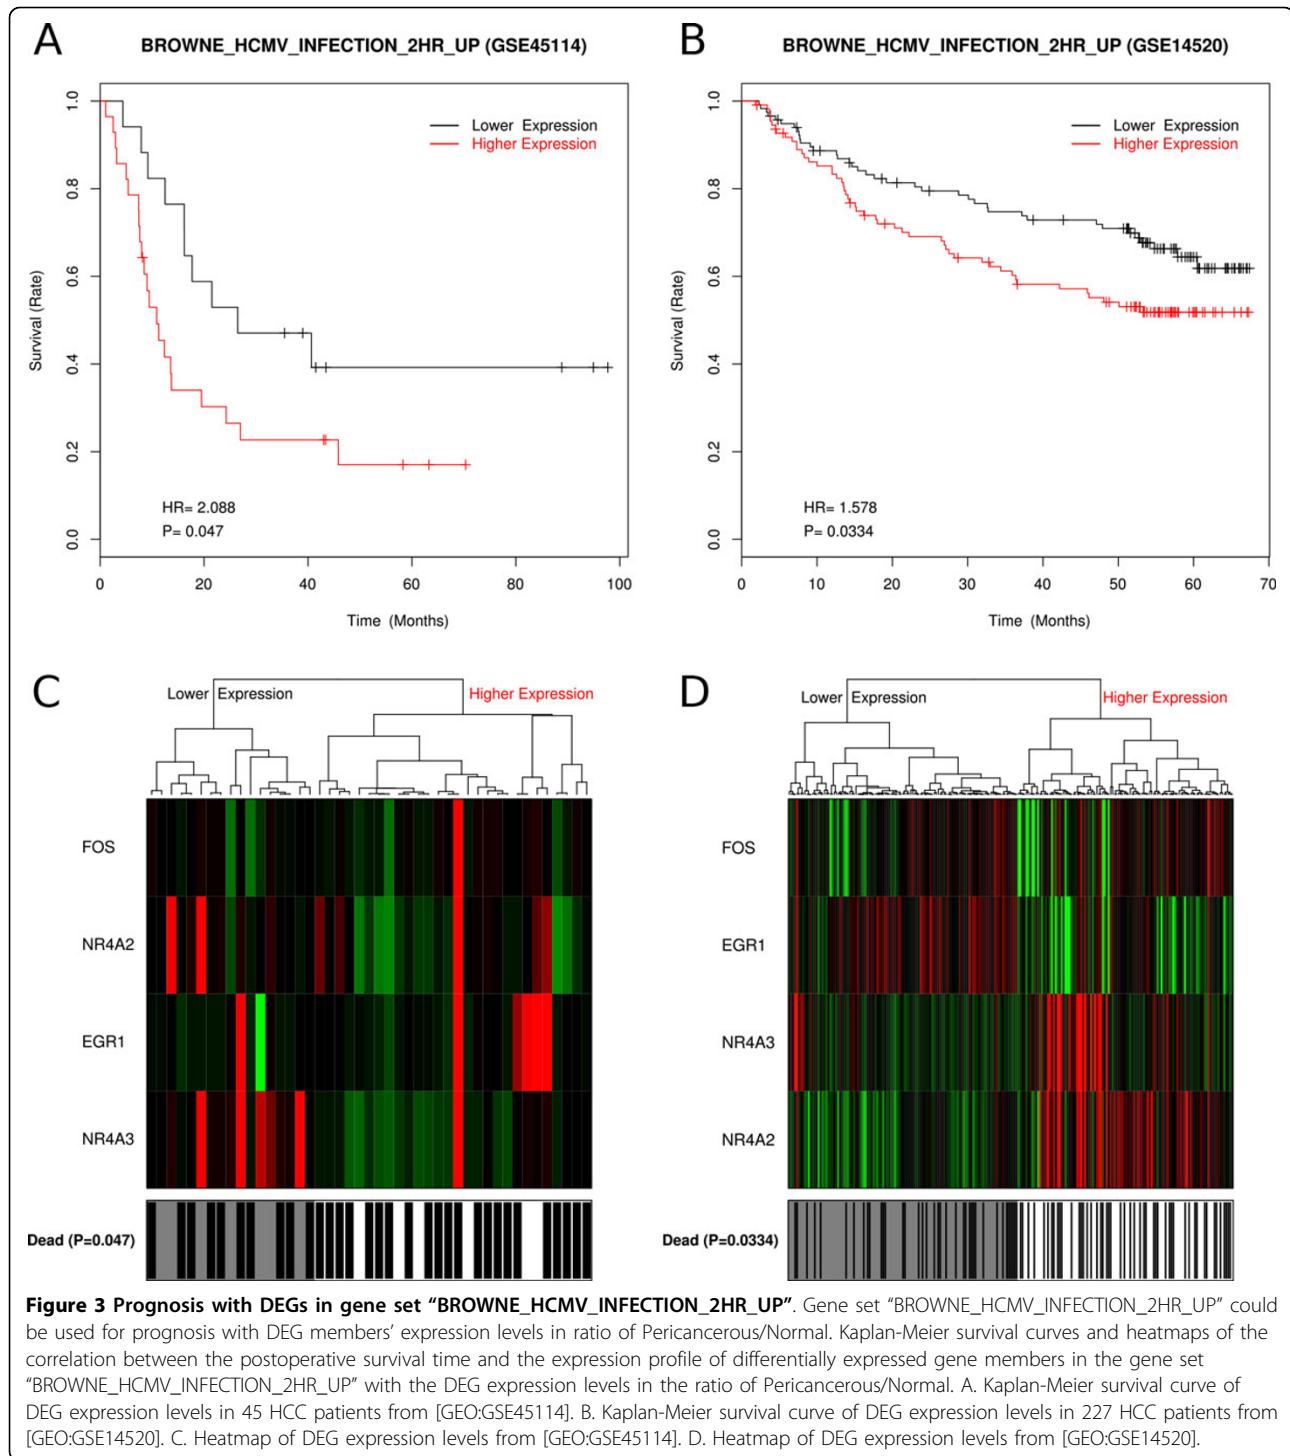 A
BROWNE_HCMV_INFECTION_2HR_UP (GSE45114)
Survival (Rate)
1.0
0.8
0.6
0.4
0.2
0.0
Lower Expression
Higher Expression
HR= 2.088
P= 0.047
0 20 40 60 80 100
Time (Months)
B
BROWNE_HCMV_INFECTION_2HR_UP (GSE14520)
Survival (Rate)
1.0
0.8
0.6
0.4
0.2
0.0
Lower Expression
Higher Expression
HR= 1.578
P= 0.0334
0 10 20 30 40 50 60 70
Time (Months)
C
Lower Expression
Higher Expression
FOS
NR4A2
EGR1
NR4A3
Dead (P=0.047)
D
Lower Expression
Higher Expression
FOS
EGR1
NR4A3
NR4A2
Dead (P=0.0334)
Figure 3 Prognosis with DEGs in gene set “BROWNE_HCMV_INFECTION_2HR_UP”. Gene set “BROWNE_HCMV_INFECTION_2HR_UP” could
be used for prognosis with DEG members’ expression levels in ratio of Pericancerous/Normal. Kaplan-Meier survival curves and heatmaps of the
correlation between the postoperative survival time and the expression profile of differentially expressed gene members in the gene set
“BROWNE_HCMV_INFECTION_2HR_UP” with the DEG expression levels in the ratio of Pericancerous/Normal. A. Kaplan-Meier survival curve of
DEG expression levels in 45 HCC patients from [GEO:GSE45114]. B. Kaplan-Meier survival curve of DEG expression levels in 227 HCC patients from
[GEO:GSE14520]. C. Heatmap of DEG expression levels from [GEO:GSE45114]. D. Heatmap of DEG expression levels from [GEO:GSE14520].